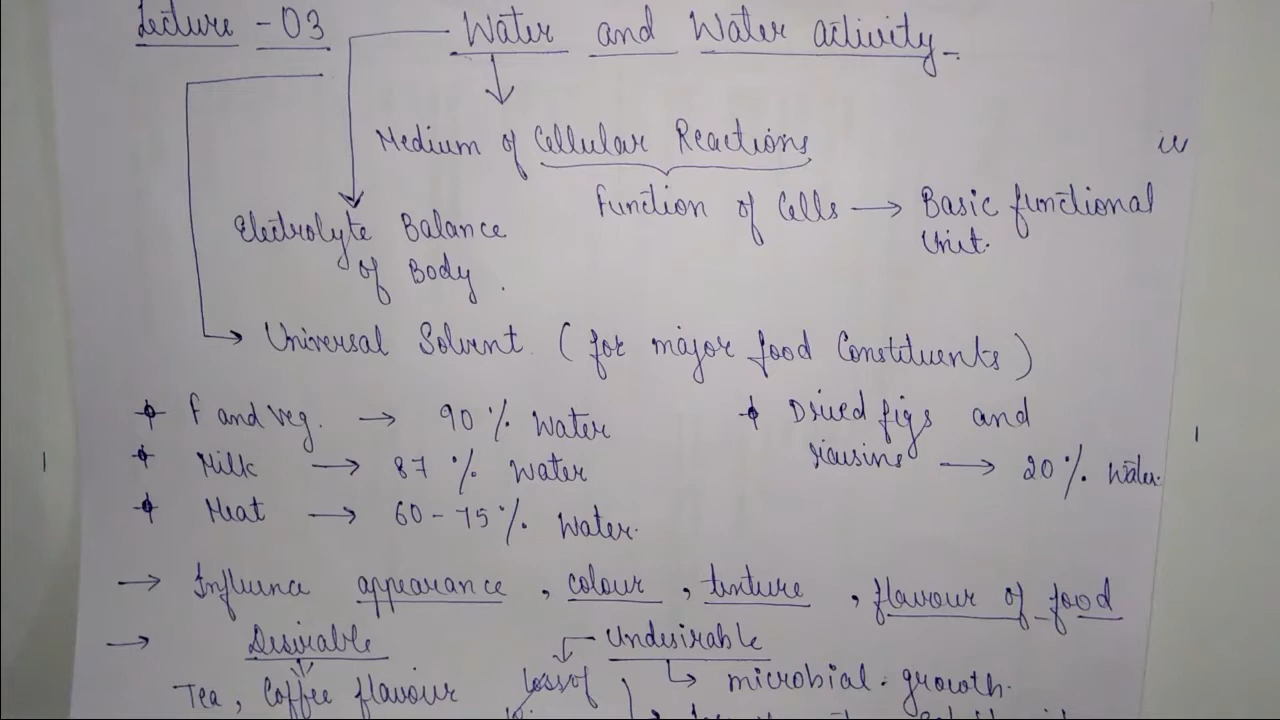 Lecture - 03 Water and Water activity
Medium of Cellular Reactions
Function of Cells → Basic functional
Unit.
Electrolyte Balance
of Body.
Universal Solvent (for major food Constituents)
F and Veg. → 90% Water
Milk → 87% Water
Meat → 60-75% Water.
Dried figs and
raisins → 20% Water.
→ Influence appearance, colour, texture, flavour of food
→ Desirable Undesirable
Tea, Coffee flavour loss of microbial growth.